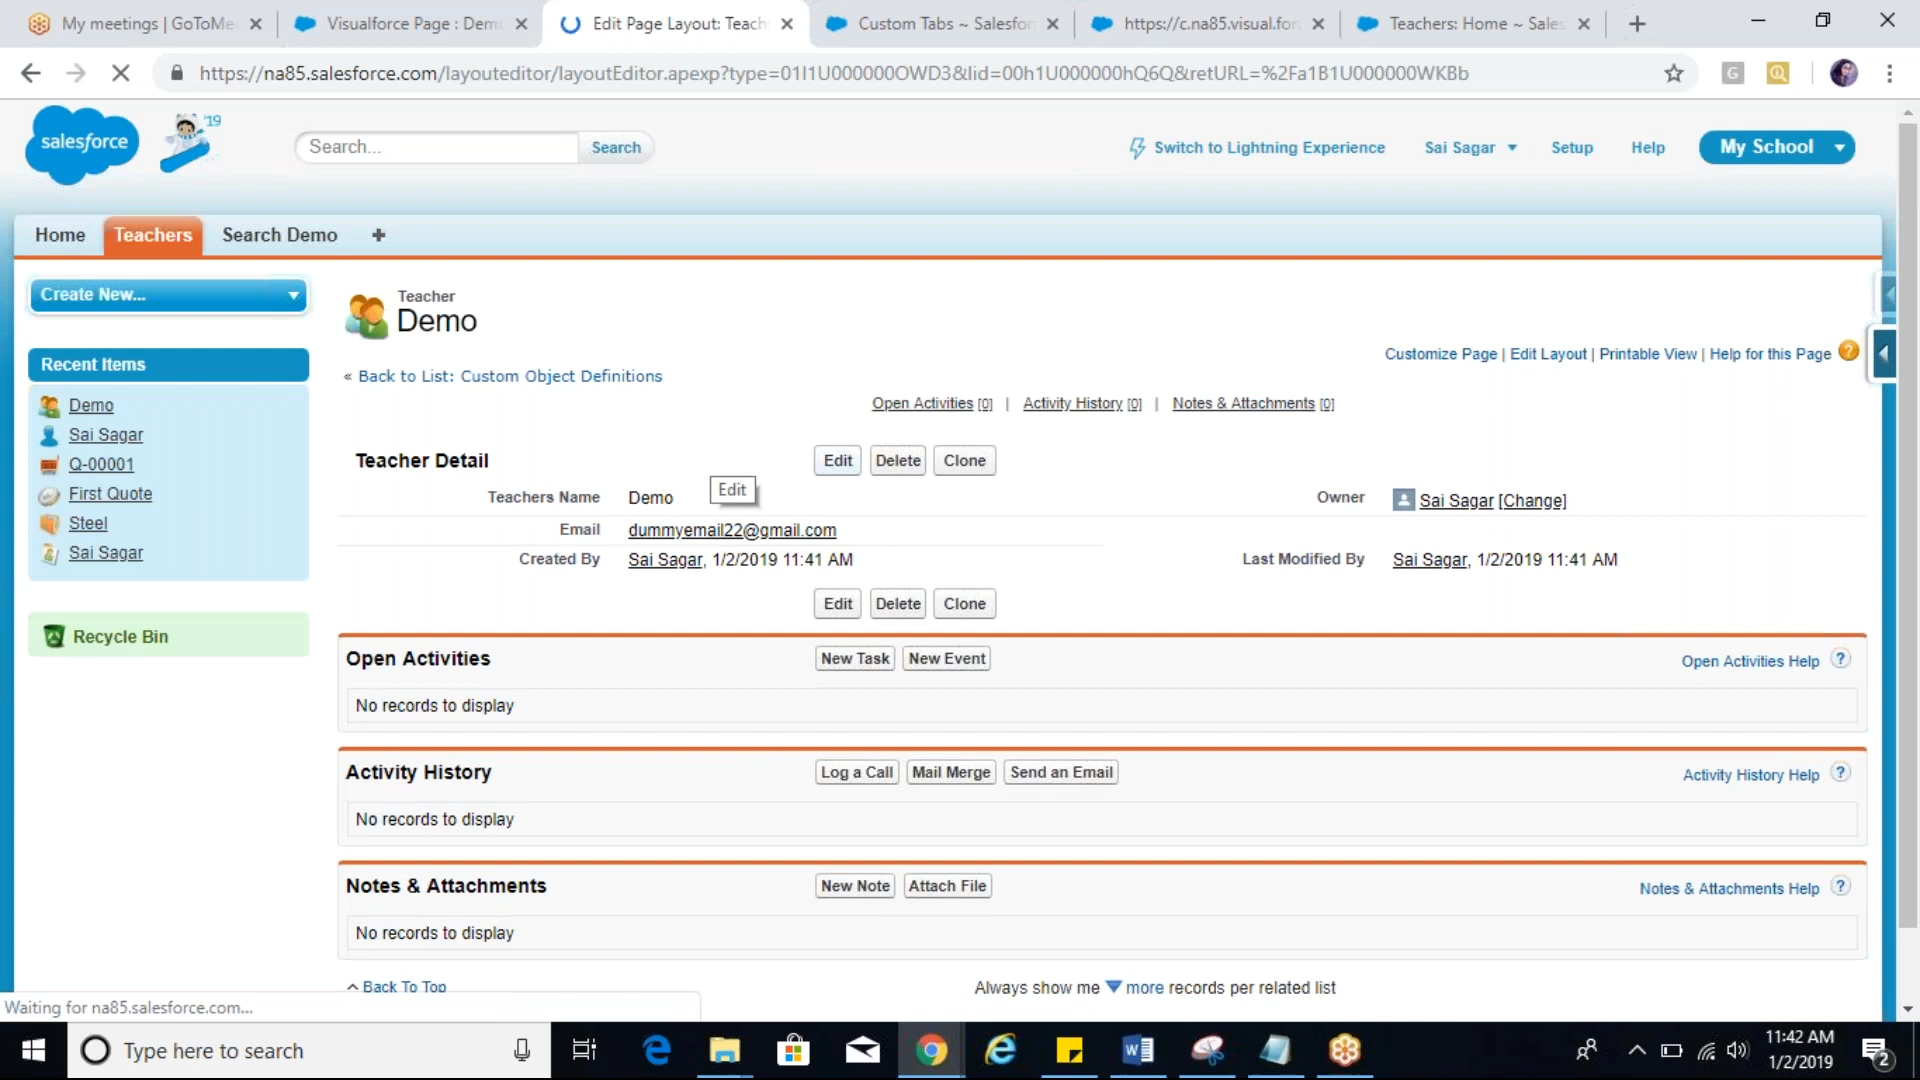 My meetings | GoToMe
Visualforce Page : Dem
Edit Page Layout: Teach
Custom Tabs ~ Salesfor
https://c.na85.visual.for
Teachers: Home ~ Sales
https://na85.salesforce.com/layouteditor/layoutEditor.apexp?type=01I1U000000OWD3&lid=00h1U000000hQ6Q&retURL=%2Fa1B1U000000WKBb
G
salesforce
'19
Search...
Search
Switch to Lightning Experience
Sai Sagar
Setup
Help
My School
Home
Teachers
Search Demo
+
Create New...
Recent Items
Demo
Sai Sagar
Q-00001
First Quote
Steel
Sai Sagar
Recycle Bin
Teacher
Demo
Customize Page | Edit Layout | Printable View | Help for this Page ?
« Back to List: Custom Object Definitions
Open Activities [0] | Activity History [0] | Notes & Attachments [0]
Teacher Detail
Edit Delete Clone
Teachers Name Demo
Edit
Owner Sai Sagar [Change]
Email dummyemail22@gmail.com
Created By Sai Sagar, 1/2/2019 11:41 AM
Last Modified By Sai Sagar, 1/2/2019 11:41 AM
Edit Delete Clone
Open Activities
New Task New Event
Open Activities Help ?
No records to display
Activity History
Log a Call Mail Merge Send an Email
Activity History Help ?
No records to display
Notes & Attachments
New Note Attach File
Notes & Attachments Help ?
No records to display
Back To Top
Always show me more records per related list
Waiting for na85.salesforce.com...
Type here to search
11:42 AM
1/2/2019
2